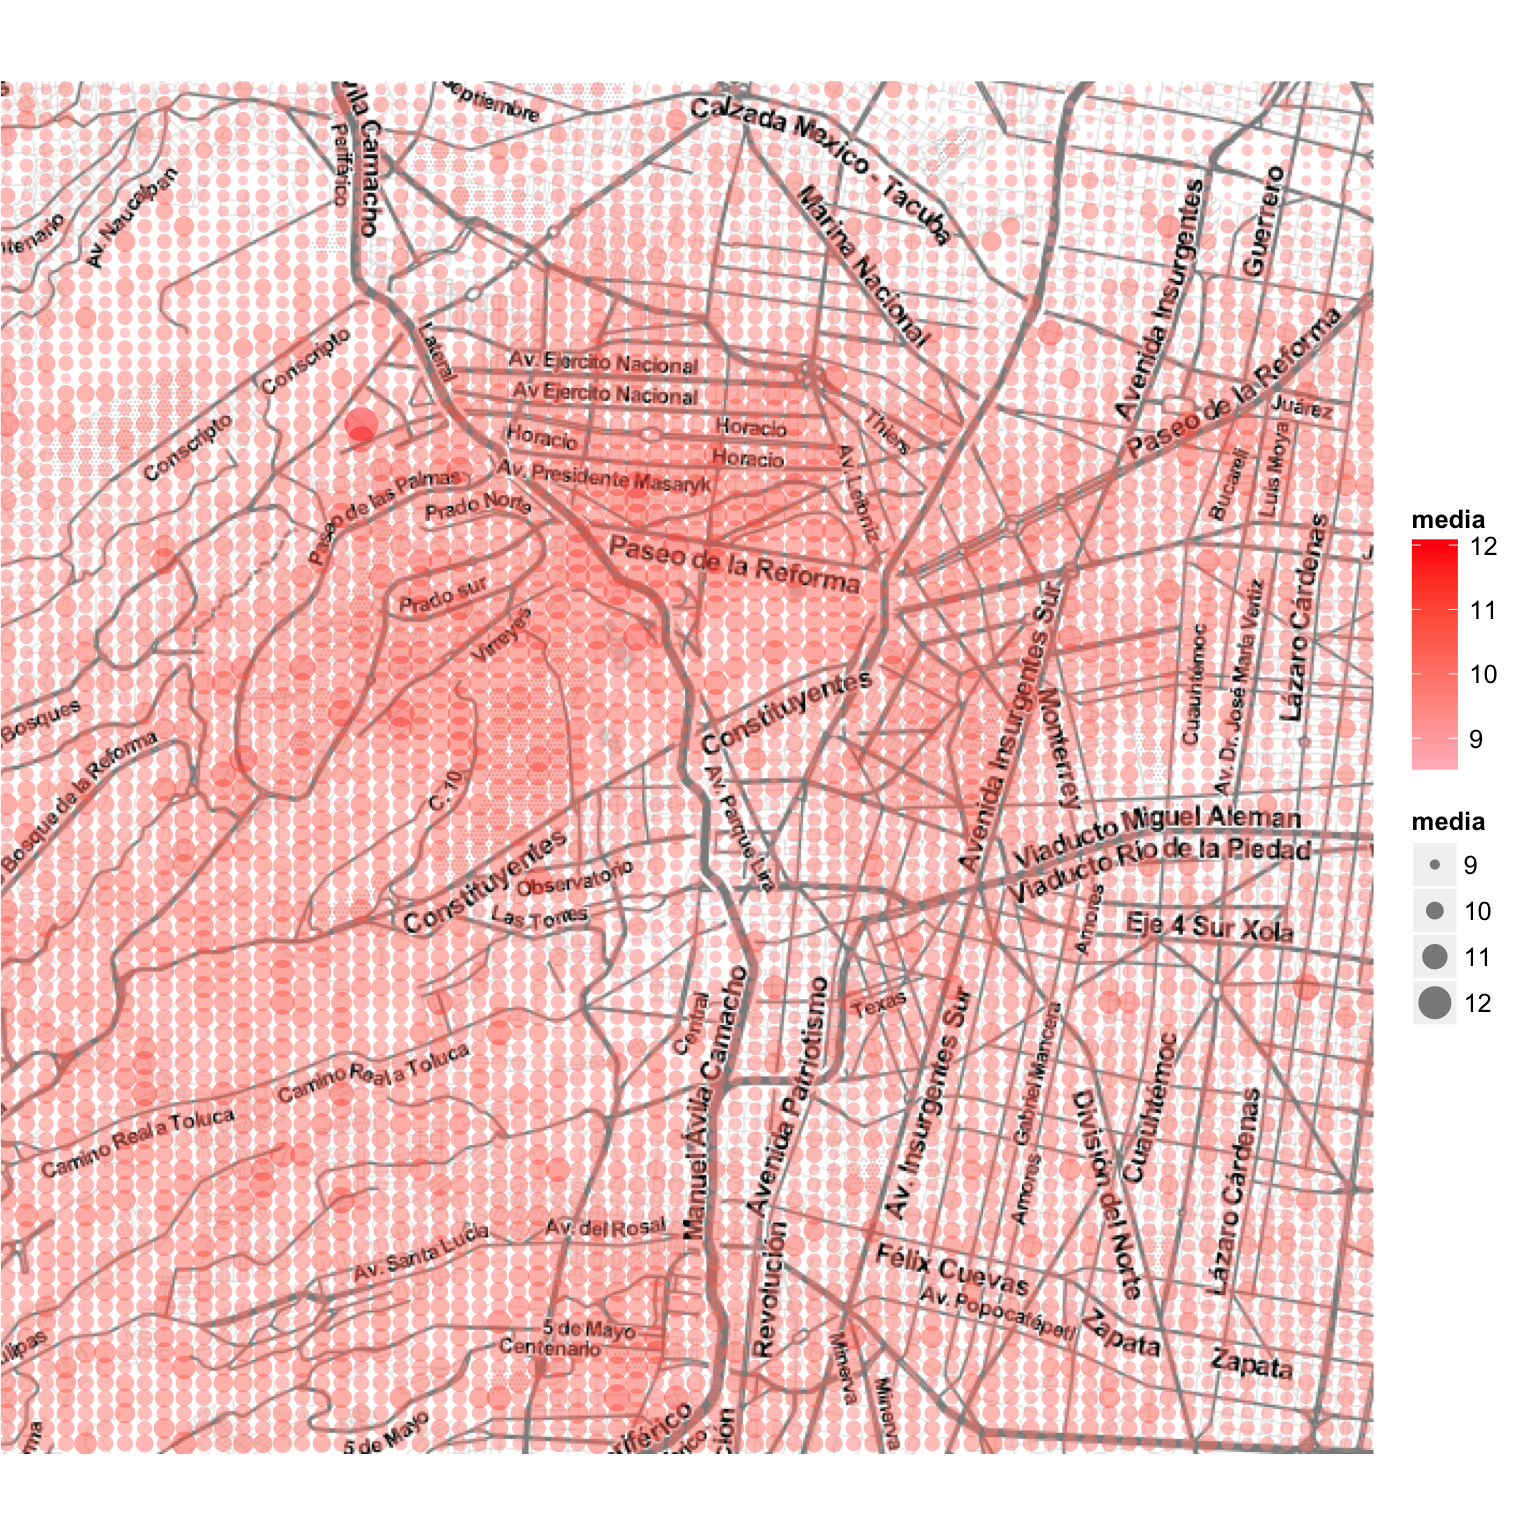 Septiembre
Calzada Mexico - Tacuba
Camacho
Periférico
Av. Naucalpan
Marina Nacional
Avenida Insurgentes
Guerrero
Conscripto
Lateral
Av. Ejercito Nacional
Av Ejercito Nacional
Horacio
Horacio
Horacio
Thiers
Paseo de la Reforma
Juárez
Conscripto
Av. Presidente Masaryk
Av. Leibniz
Bucareli
Luis Moya
Paseo de las Palmas
Prado Norte
Paseo de la Reforma
Lázaro Cárdenas
Prado sur
Virreyes
Avenida Insurgentes Sur
Monterrey
Cuauhtémoc
Av. Dr. José María Vertiz
Constituyentes
Bosques
Bosque de la Reforma
C. 10
Av. Parque Lira
Viaducto Miguel Aleman
Viaducto Río de la Piedad
Constituyentes
Observatorio
Las Torres
Amores
Eje 4 Sur Xola
Central
Manuel Ávila Camacho
Avenida Patriotismo
Texas
Av. Insurgentes Sur
Amores
Gabriel Mancera
División del Norte
Cuauhtémoc
Lázaro Cárdenas
Camino Real a Toluca
Camino Real a Toluca
Av. Santa Lucia
Av. del Rosal
Revolución
Félix Cuevas
Av. Popocatépetl
Zapata
Zapata
5 de Mayo
Centenario
Minerva
Minerva
5 de Mayo
media
12
11
10
9
media
9
10
11
12